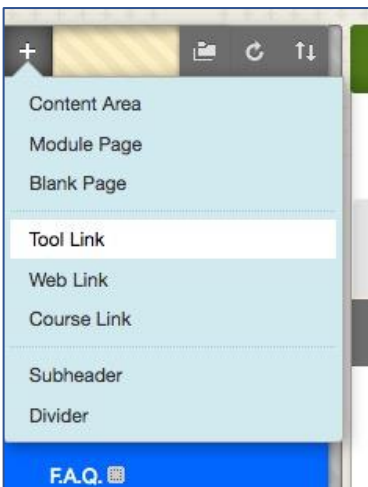 +
Content Area
Module Page
Blank Page
Tool Link
Web Link
Course Link
Subheader
Divider
F.A.Q.